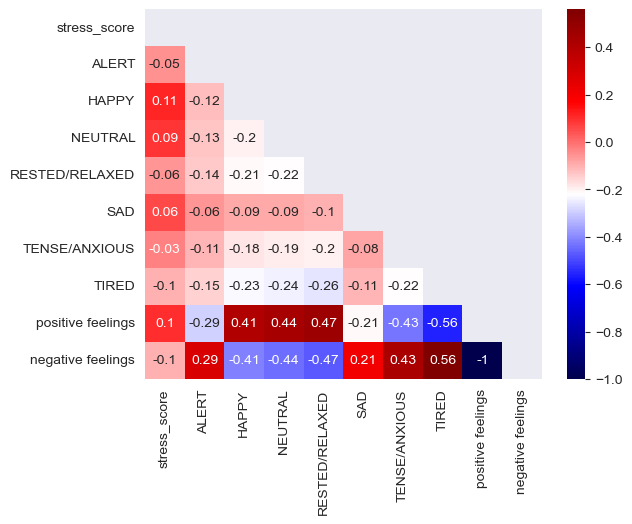 stress_score
ALERT -0.05
HAPPY 0.11 -0.12
NEUTRAL 0.09 -0.13 -0.2
RESTED/RELAXED -0.06 -0.14 -0.21 -0.22
SAD 0.06 -0.06 -0.09 -0.09 -0.1
TENSE/ANXIOUS -0.03 -0.11 -0.18 -0.19 -0.2 -0.08
TIRED -0.1 -0.15 -0.23 -0.24 -0.26 -0.11 -0.22
positive feelings 0.1 -0.29 0.41 0.44 0.47 -0.21 -0.43 -0.56
negative feelings -0.1 0.29 -0.41 -0.44 -0.47 0.21 0.43 0.56 -1
stress_score
ALERT
HAPPY
NEUTRAL
RESTED/RELAXED
SAD
TENSE/ANXIOUS
TIRED
positive feelings
negative feelings
0.4
0.2
0.0
−0.2
−0.4
−0.6
−0.8
−1.0